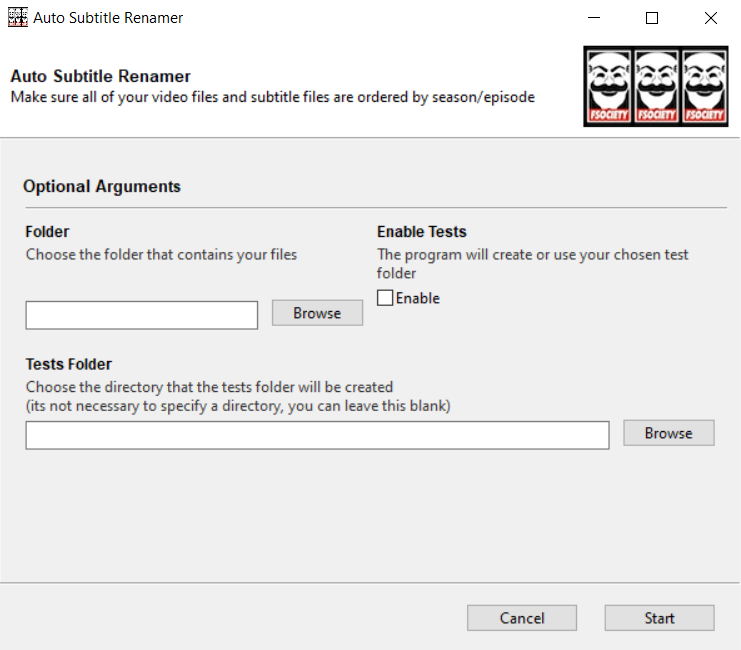 Auto Subtitle Renamer
Auto Subtitle Renamer
Make sure all of your video files and subtitle files are ordered by season/episode
FSOCIETY FSOCIETY FSOCIETY
Optional Arguments
Folder
Choose the folder that contains your files
Browse
Enable Tests
The program will create or use your chosen test
folder
Enable
Tests Folder
Choose the directory that the tests folder will be created
(its not necessary to specify a directory, you can leave this blank)
Browse
Cancel
Start